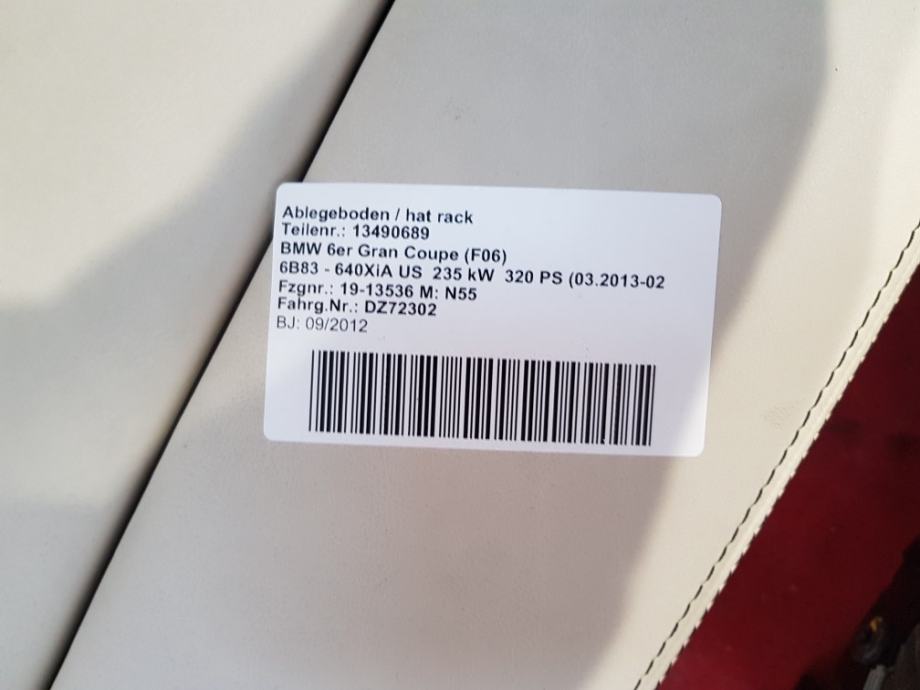 Ablegeboden / hat rack
Teilenr.: 13490689
BMW 6er Gran Coupe (F06)
6B83 - 640XiA US 235 kW 320 PS (03.2013-02
Fzgnr.: 19-13536 M: N55
Fahrg.Nr.: DZ72302
BJ: 09/2012